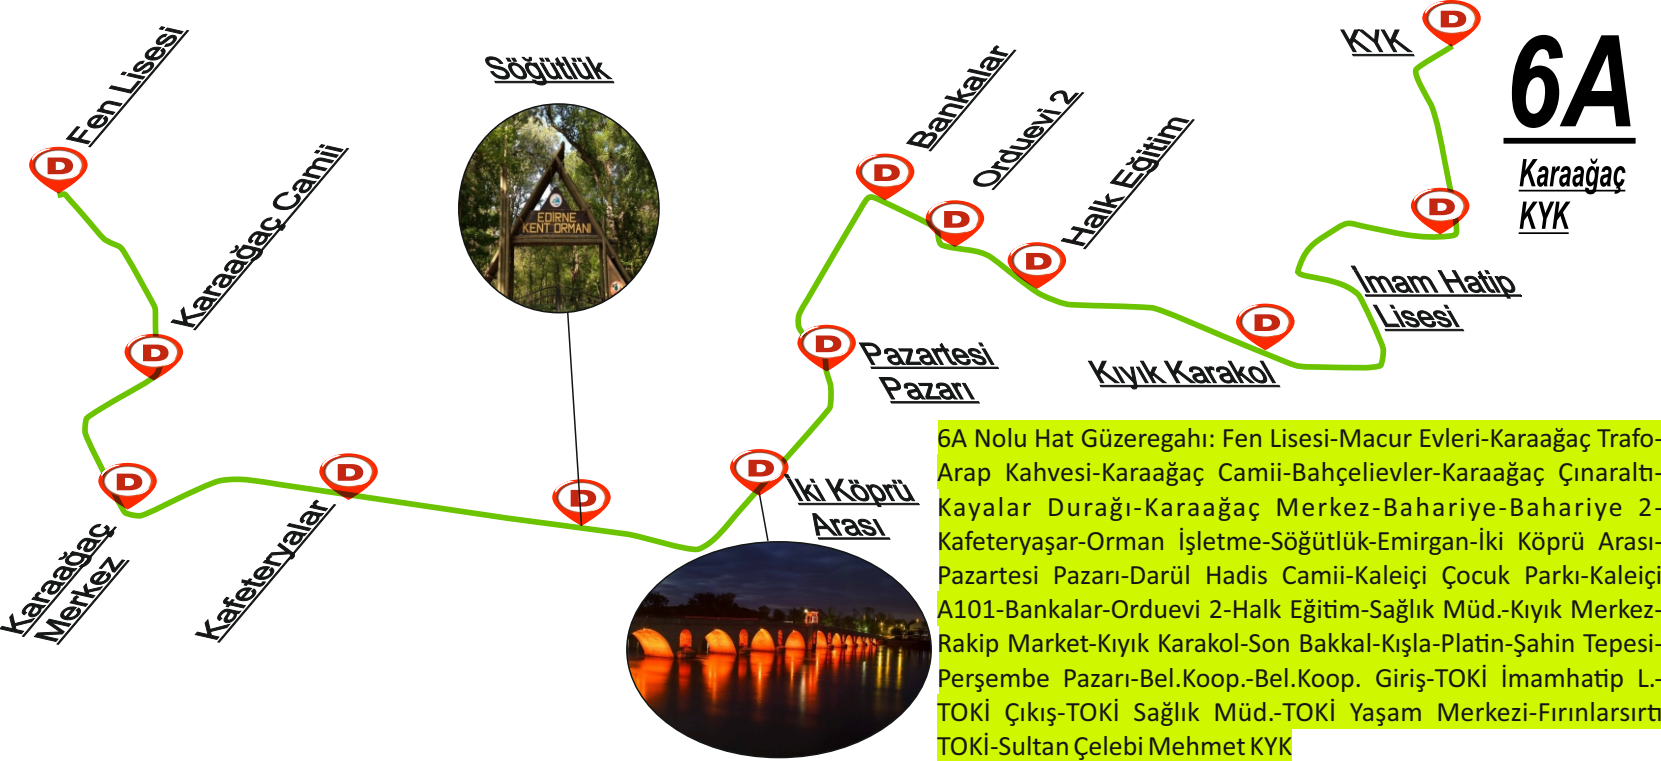 Fen Lisesi
D
Karaağaç Camii
D
Karaağaç
Merkez
D
Kafeteryalar
D
Söğütlük
EDİRNE
KENT ORMANI
D
İki Köprü
Arası
D
Pazartesi
Pazarı
D
Bankalar
D
Orduevi 2
D
Halk Eğitim
D
Kıyık Karakol
D
İmam Hatip
Lisesi
D
KYK
D
6A
Karaağaç
KYK
6A Nolu Hat Güzeregahı: Fen Lisesi-Macur Evleri-Karaağaç Trafo-
Arap Kahvesi-Karaağaç Camii-Bahçelievler-Karaağaç Çınaraltı-
Kayalar Durağı-Karaağaç Merkez-Bahariye-Bahariye 2-
Kafeteryaşar-Orman İşletme-Söğütlük-Emirgan-İki Köprü Arası-
Pazartesi Pazarı-Darül Hadis Camii-Kaleiçi Çocuk Parkı-Kaleiçi
A101-Bankalar-Orduevi 2-Halk Eğitim-Sağlık Müd.-Kıyık Merkez-
Rakip Market-Kıyık Karakol-Son Bakkal-Kışla-Platin-Şahin Tepesi-
Perşembe Pazarı-Bel.Koop.-Bel.Koop. Giriş-TOKİ İmamhatip L.-
TOKİ Çıkış-TOKİ Sağlık Müd.-TOKİ Yaşam Merkezi-Fırınlarsırtı
TOKİ-Sultan Çelebi Mehmet KYK